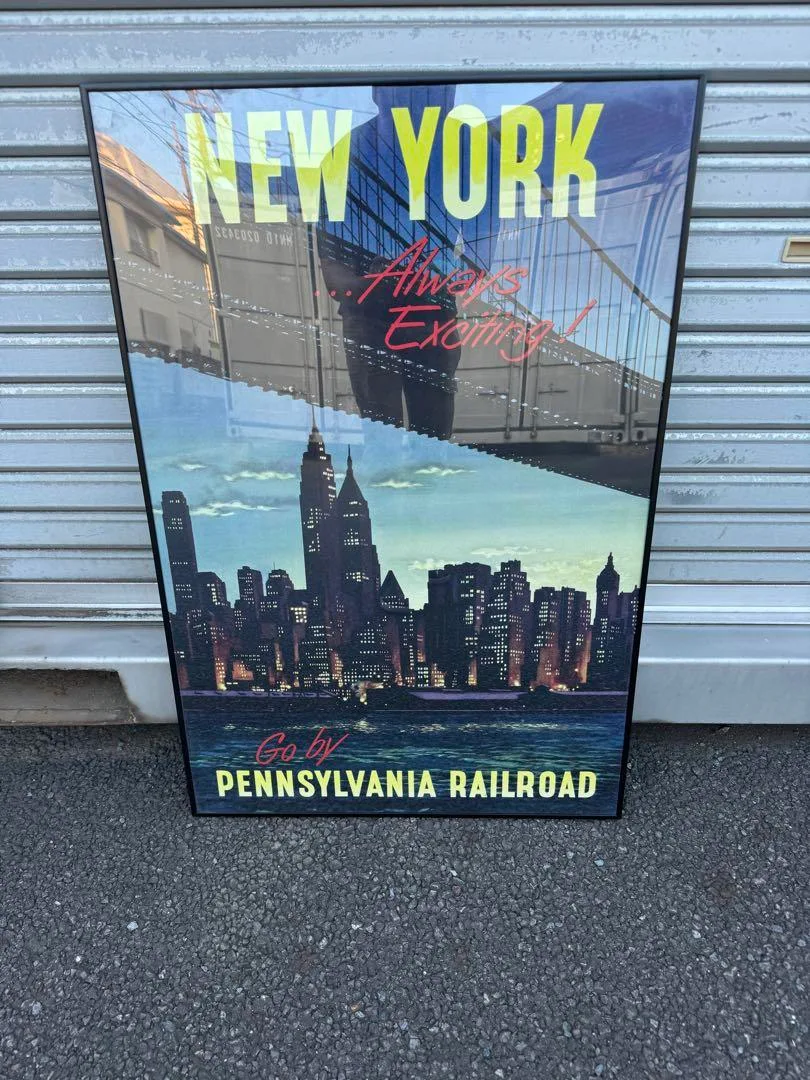 NEW YORK
...Always
Exciting!
Go by
PENNSYLVANIA RAILROAD